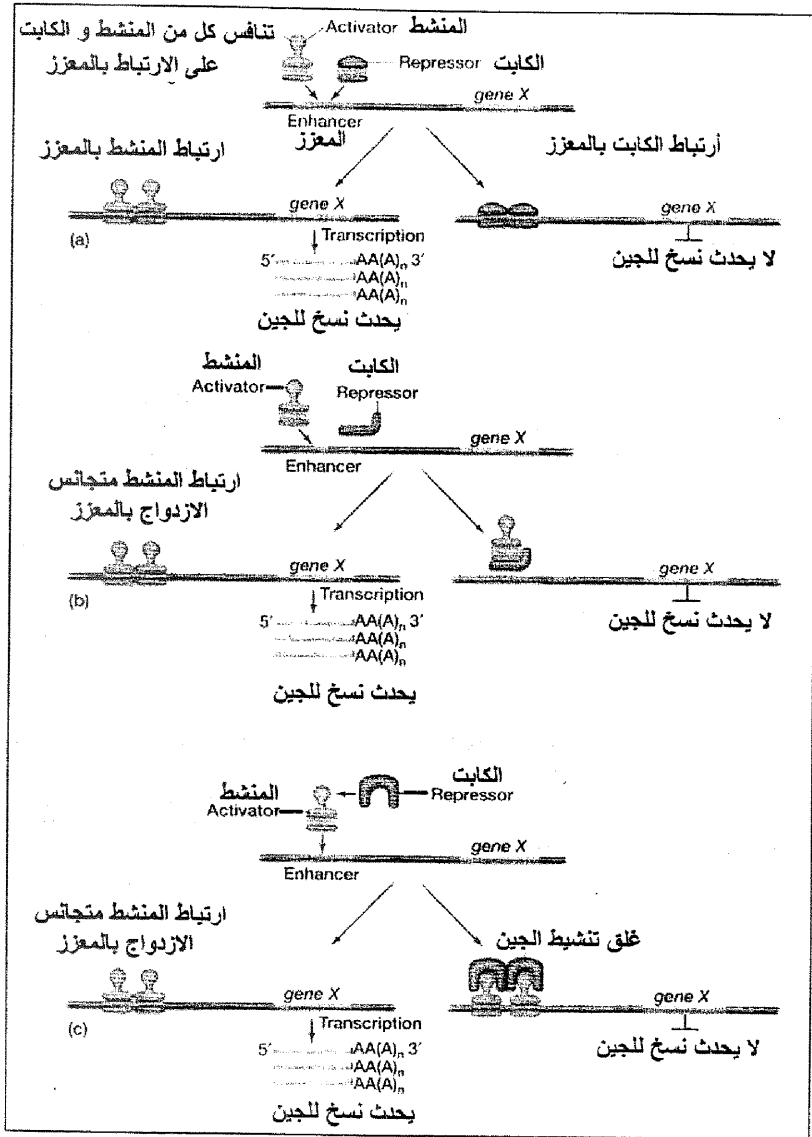 تنافس كل من المنشط و الكابت
على الارتباط بالمعزز
Activator المنشط
Repressor الكابت
gene X
Enhancer
المعزز
ارتباط المنشط بالمعزز
أرتباط الكابت بالمعزز
gene X
gene X
(a)
Transcription
5′ AA(A)n 3′
AA(A)n
AA(A)n
لا يحدث نسخ للجين
يحدث نسخ للجين
المنشط
Activator
الكابت
Repressor
gene X
Enhancer
ارتباط المنشط متجانس
الازدواج بالمعزز
gene X
gene X
(b)
Transcription
5′ AA(A)n 3′
AA(A)n
AA(A)n
لا يحدث نسخ للجين
يحدث نسخ للجين
المنشط
Activator
الكابت
Repressor
gene X
Enhancer
ارتباط المنشط متجانس
الازدواج بالمعزز
غلق تنشيط الجين
gene X
gene X
(c)
Transcription
5′ AA(A)n 3′
AA(A)n
AA(A)n
لا يحدث نسخ للجين
يحدث نسخ للجين